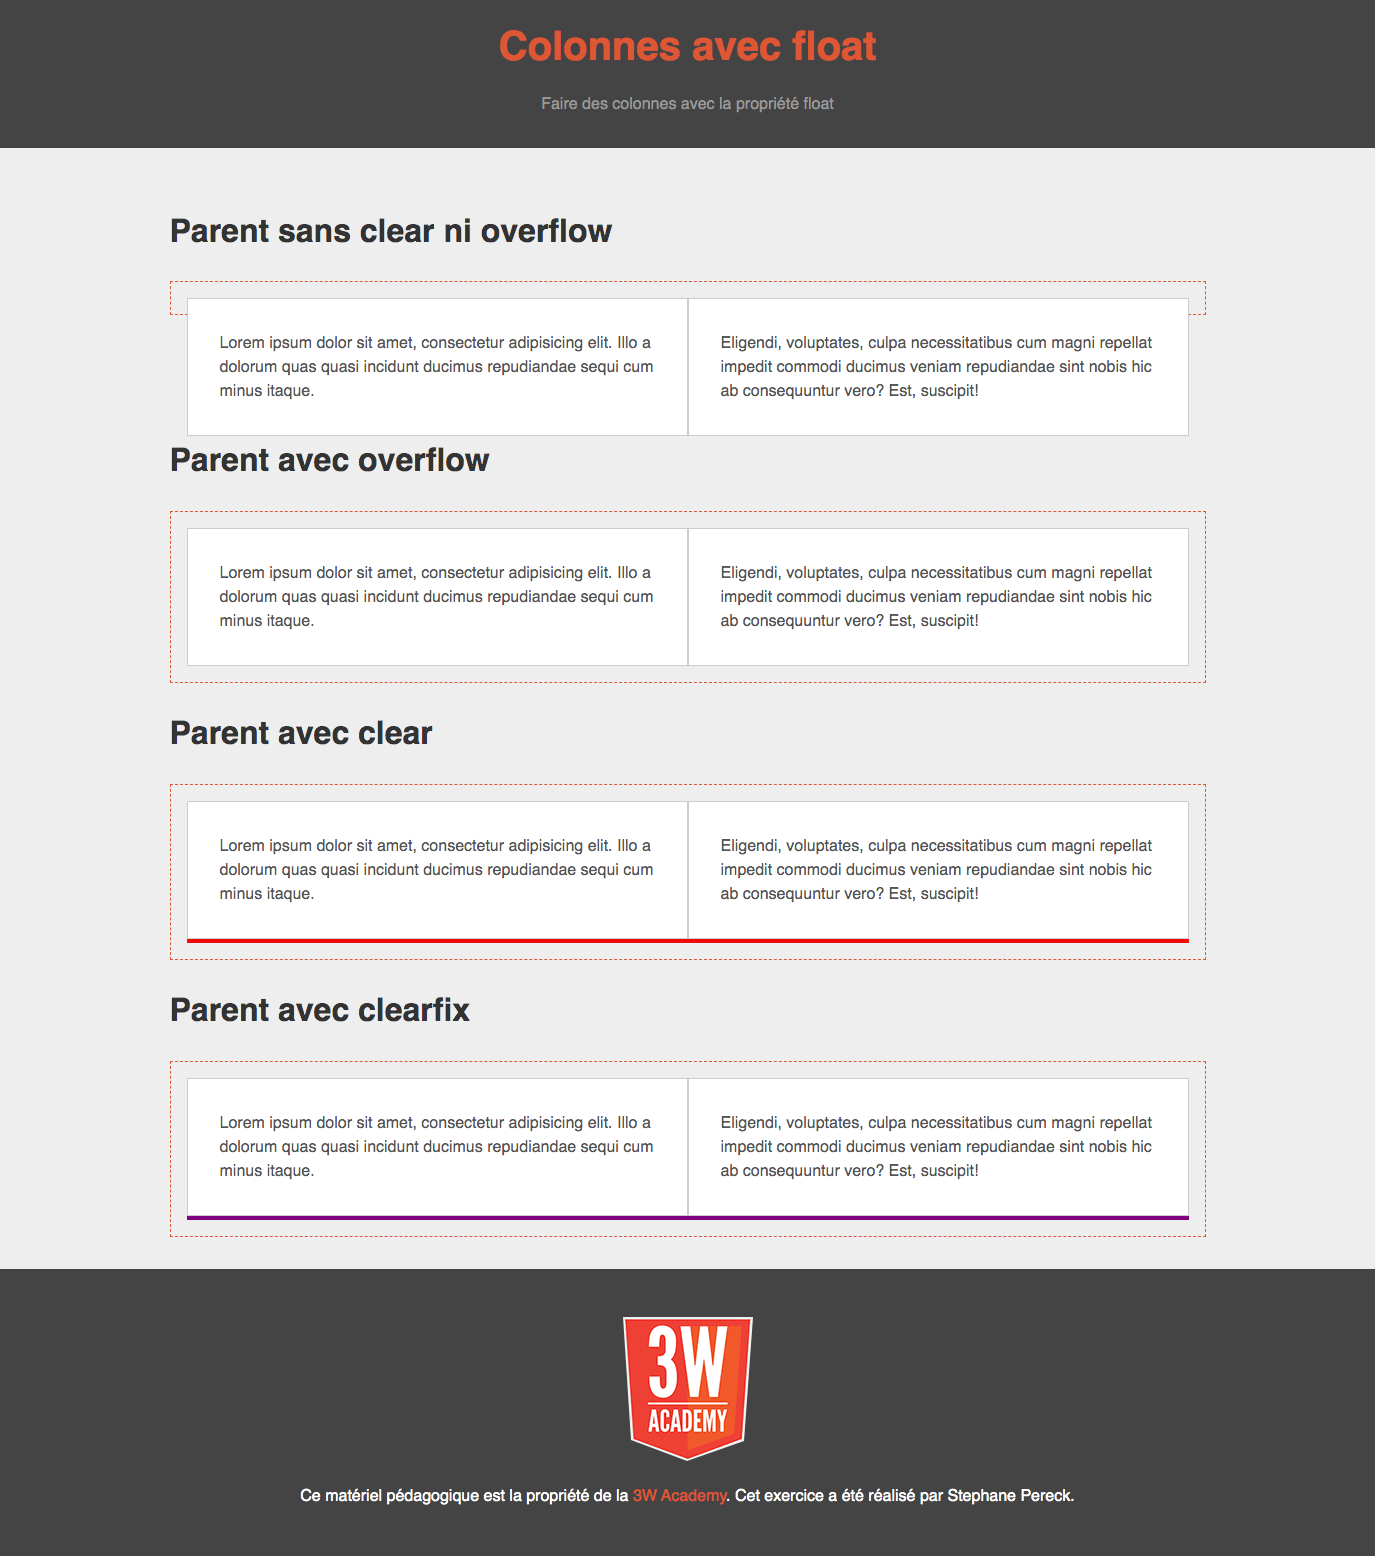 Colonnes avec float
Faire des colonnes avec la propriété float
Parent sans clear ni overflow
Lorem ipsum dolor sit amet, consectetur adipisicing elit. Illo a
dolorum quas quasi incidunt ducimus repudiandae sequi cum
minus itaque.
Eligendi, voluptates, culpa necessitatibus cum magni repellat
impedit commodi ducimus veniam repudiandae sint nobis hic
ab consequuntur vero? Est, suscipit!
Parent avec overflow
Lorem ipsum dolor sit amet, consectetur adipisicing elit. Illo a
dolorum quas quasi incidunt ducimus repudiandae sequi cum
minus itaque.
Eligendi, voluptates, culpa necessitatibus cum magni repellat
impedit commodi ducimus veniam repudiandae sint nobis hic
ab consequuntur vero? Est, suscipit!
Parent avec clear
Lorem ipsum dolor sit amet, consectetur adipisicing elit. Illo a
dolorum quas quasi incidunt ducimus repudiandae sequi cum
minus itaque.
Eligendi, voluptates, culpa necessitatibus cum magni repellat
impedit commodi ducimus veniam repudiandae sint nobis hic
ab consequuntur vero? Est, suscipit!
Parent avec clearfix
Lorem ipsum dolor sit amet, consectetur adipisicing elit. Illo a
dolorum quas quasi incidunt ducimus repudiandae sequi cum
minus itaque.
Eligendi, voluptates, culpa necessitatibus cum magni repellat
impedit commodi ducimus veniam repudiandae sint nobis hic
ab consequuntur vero? Est, suscipit!
3W
ACADEMY
Ce matériel pédagogique est la propriété de la 3W Academy. Cet exercice a été réalisé par Stephane Pereck.